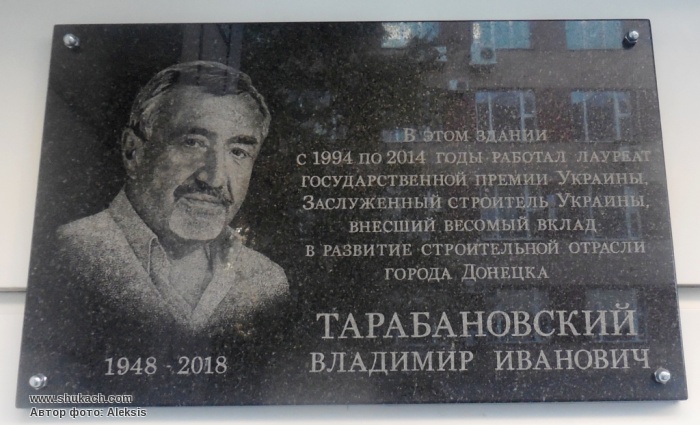 В ЭТОМ ЗДАНИИ
С 1994 ПО 2014 ГОДЫ РАБОТАЛ ЛАУРЕАТ
ГОСУДАРСТВЕННОЙ ПРЕМИИ УКРАИНЫ,
ЗАСЛУЖЕННЫЙ СТРОИТЕЛЬ УКРАИНЫ,
ВНЕСШИЙ ВЕСОМЫЙ ВКЛАД
В РАЗВИТИЕ СТРОИТЕЛЬНОЙ ОТРАСЛИ
ГОРОДА ДОНЕЦКА
ТАРАБАНОВСКИЙ
ВЛАДИМИР ИВАНОВИЧ
1948 - 2018
www.shukach.com
Автор фото: Aleksis